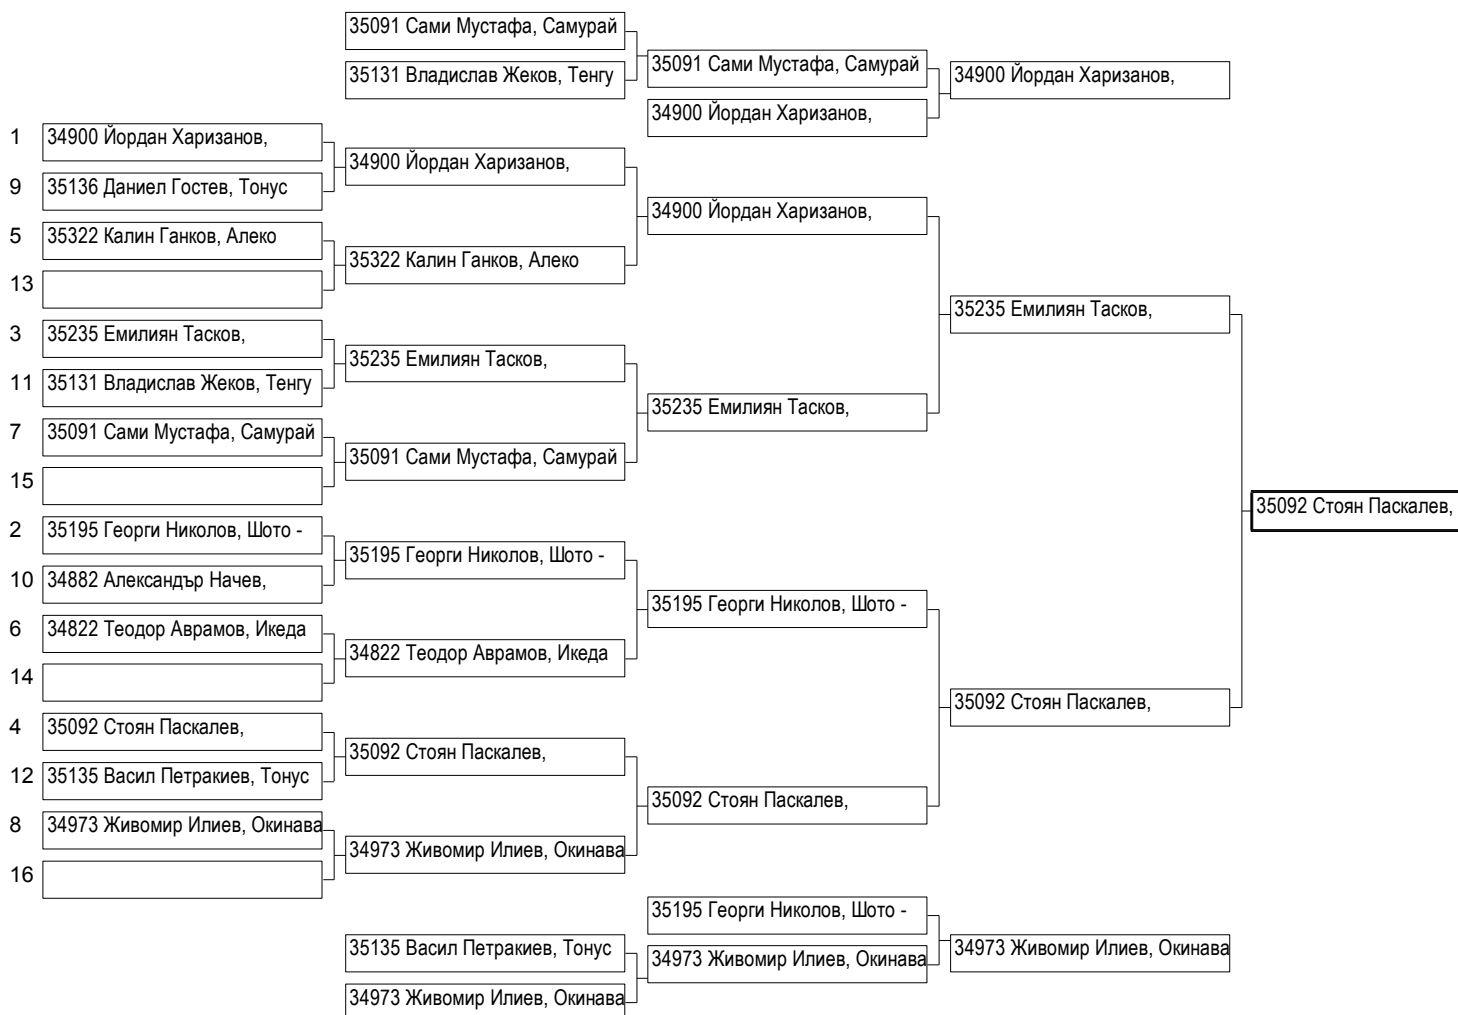 35091 Сами Мустафа, Самурай
35131 Владислав Жеков, Тенгу
35091 Сами Мустафа, Самурай
34900 Йордан Харизанов,
34900 Йордан Харизанов,
1 34900 Йордан Харизанов,
9 35136 Даниел Гостев, Тонус
5 35322 Калин Ганков, Алеко
13
3 35235 Емилиян Тасков,
11 35131 Владислав Жеков, Тенгу
7 35091 Сами Мустафа, Самурай
15
2 35195 Георги Николов, Шото -
10 34882 Александър Начев,
6 34822 Теодор Аврамов, Икеда
14
4 35092 Стоян Паскалев,
12 35135 Васил Петракиев, Тонус
8 34973 Живомир Илиев, Окинава
16
34900 Йордан Харизанов,
35322 Калин Ганков, Алеко
35235 Емилиян Тасков,
35091 Сами Мустафа, Самурай
35195 Георги Николов, Шото -
34822 Теодор Аврамов, Икеда
35092 Стоян Паскалев,
34973 Живомир Илиев, Окинава
34900 Йордан Харизанов,
35235 Емилиян Тасков,
35195 Георги Николов, Шото -
35092 Стоян Паскалев,
35235 Емилиян Тасков,
35092 Стоян Паскалев,
35092 Стоян Паскалев,
35135 Васил Петракиев, Тонус
34973 Живомир Илиев, Окинава
35195 Георги Николов, Шото -
34973 Живомир Илиев, Окинава
34973 Живомир Илиев, Окинава